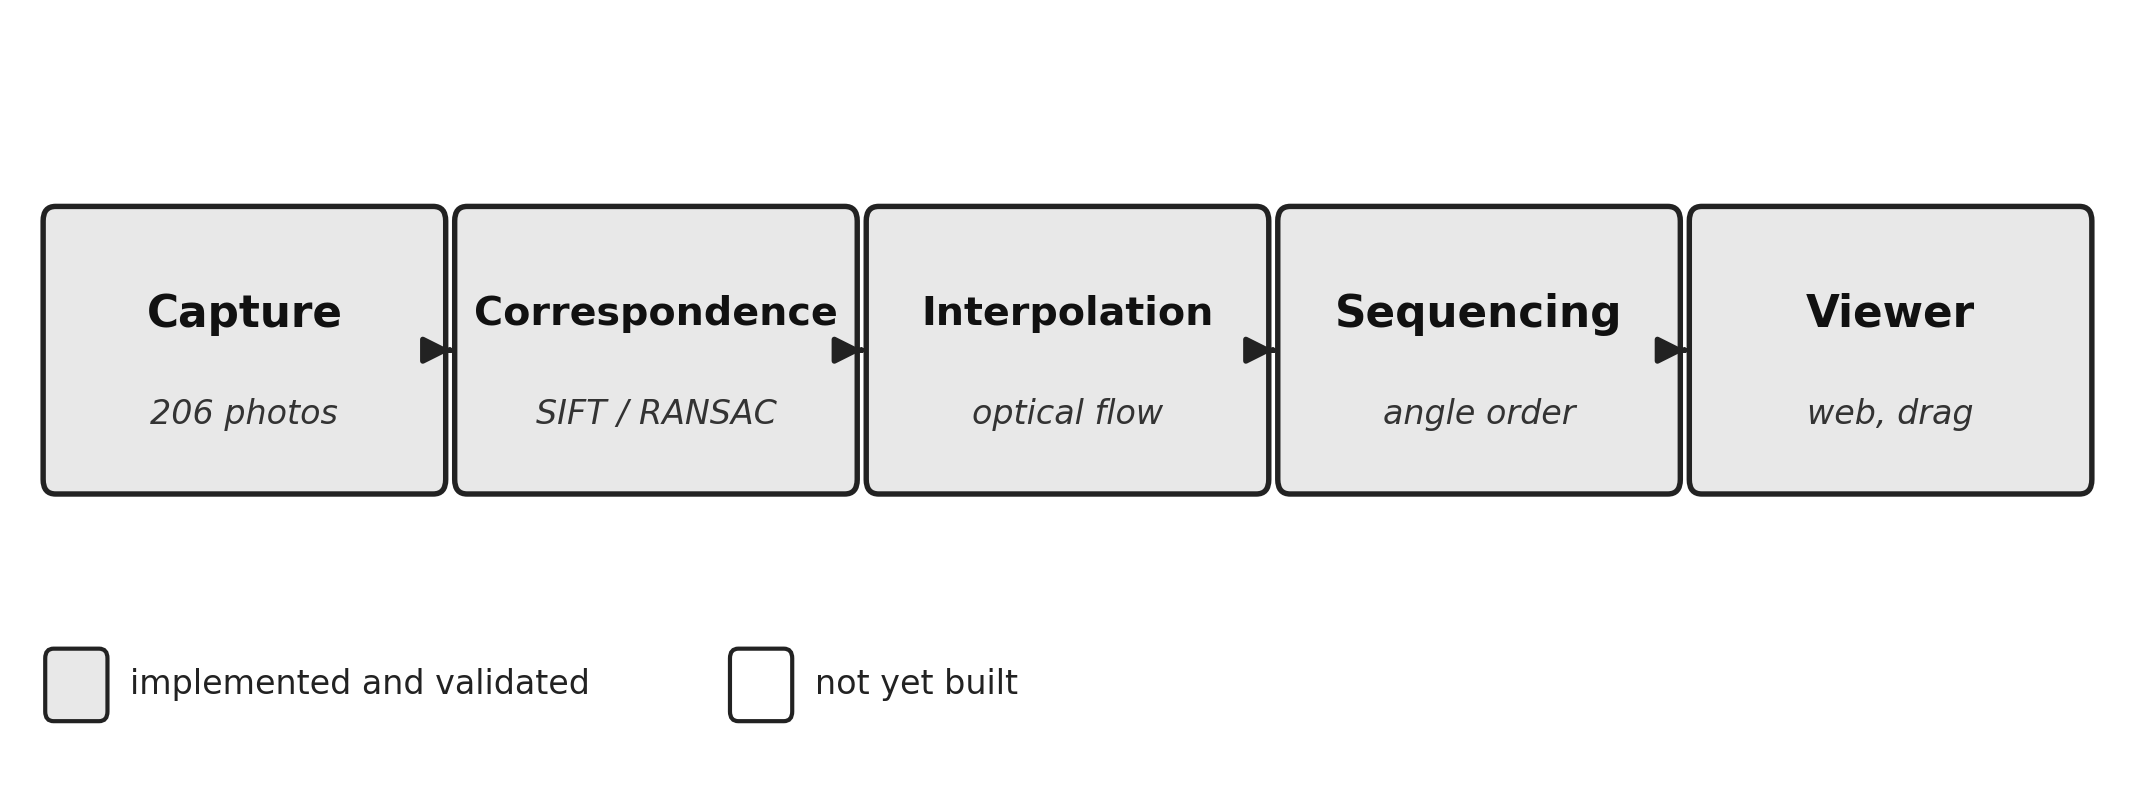 Capture
206 photos
Correspondence
SIFT / RANSAC
Interpolation
optical flow
Sequencing
angle order
Viewer
web, drag
implemented and validated
not yet built